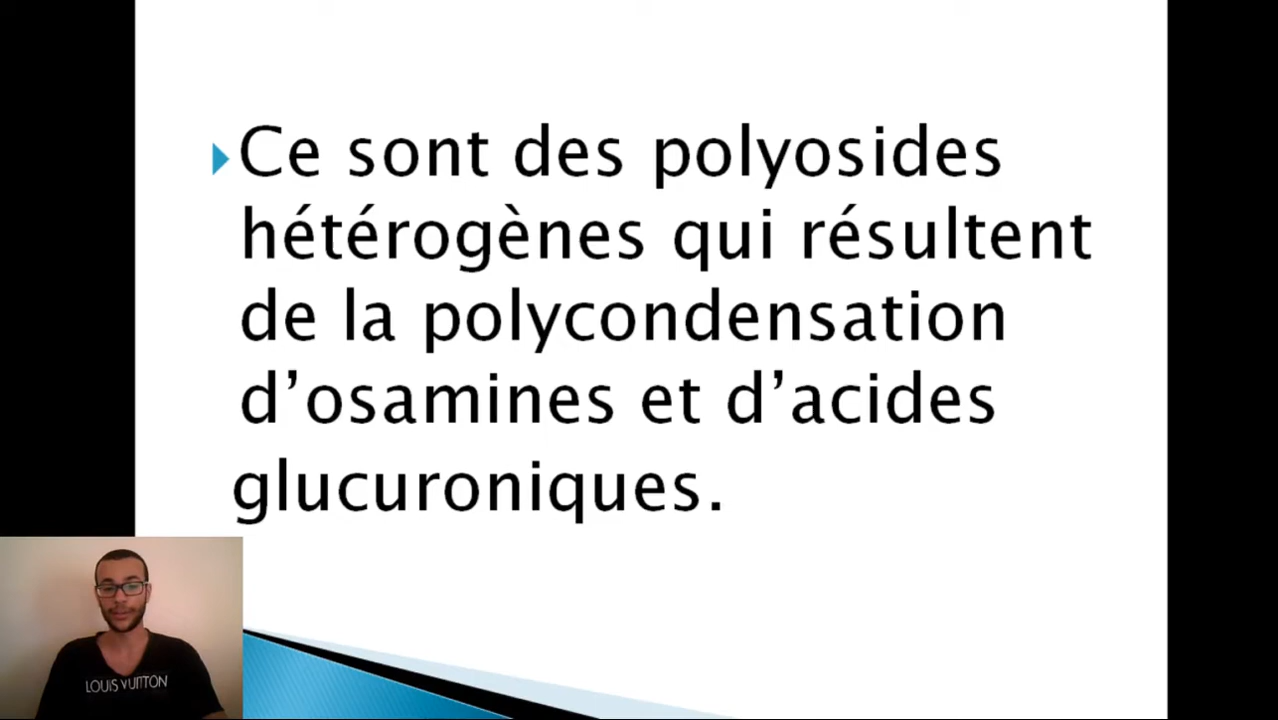 Ce sont des polyosides
hétérogènes qui résultent
de la polycondensation
d’osamines et d’acides
glucuroniques.
LOUIS VUITTON